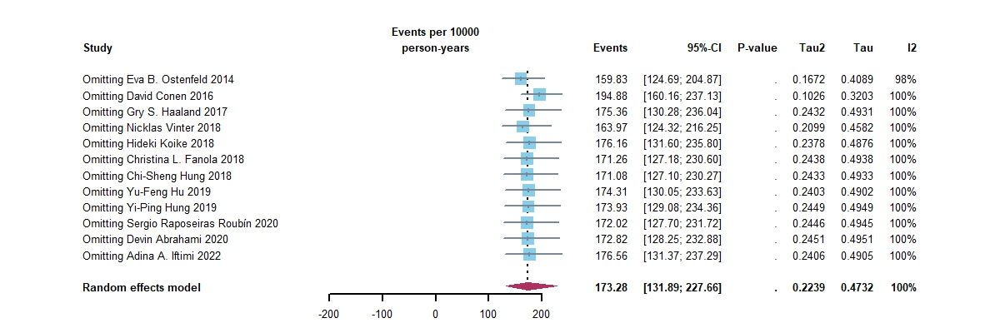 Events per 10000
person-years
Study Events 95%-CI P-value Tau2 Tau I2
Omitting Eva B. Ostenfeld 2014 159.83 [124.69; 204.87] . 0.1672 0.4089 98%
Omitting David Conen 2016 194.88 [160.16; 237.13] . 0.1026 0.3203 100%
Omitting Gry S. Haaland 2017 175.36 [130.28; 236.04] . 0.2432 0.4931 100%
Omitting Nicklas Vinter 2018 163.97 [124.32; 216.25] . 0.2099 0.4582 100%
Omitting Hideki Koike 2018 176.16 [131.60; 235.80] . 0.2378 0.4876 100%
Omitting Christina L. Fanola 2018 171.26 [127.18; 230.60] . 0.2438 0.4938 100%
Omitting Chi-Sheng Hung 2018 171.08 [127.10; 230.27] . 0.2433 0.4933 100%
Omitting Yu-Feng Hu 2019 174.31 [130.05; 233.63] . 0.2403 0.4902 100%
Omitting Yi-Ping Hung 2019 173.93 [129.08; 234.36] . 0.2449 0.4949 100%
Omitting Sergio Raposeiras Roubín 2020 172.02 [127.70; 231.72] . 0.2446 0.4945 100%
Omitting Devin Abrahami 2020 172.82 [128.25; 232.88] . 0.2451 0.4951 100%
Omitting Adina A. Iftimi 2022 176.56 [131.37; 237.29] . 0.2406 0.4905 100%
Random effects model 173.28 [131.89; 227.66] . 0.2239 0.4732 100%
-200 -100 0 100 200